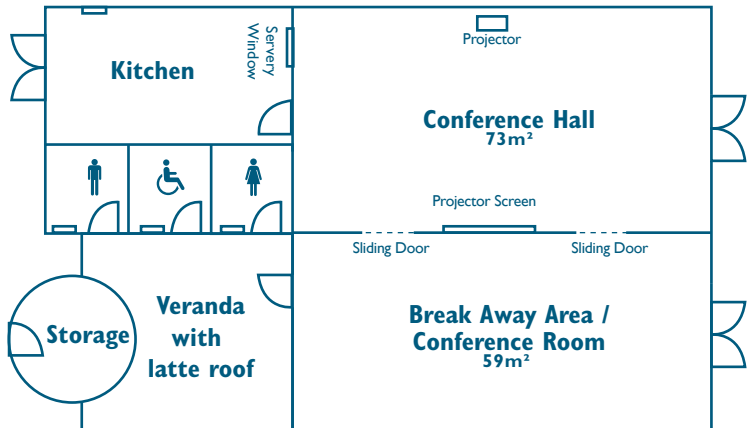 Servery
Window
Projector
Kitchen
Conference Hall
73m²
Projector Screen
Sliding Door
Sliding Door
Veranda
with
latte roof
Storage
Break Away Area /
Conference Room
59m²